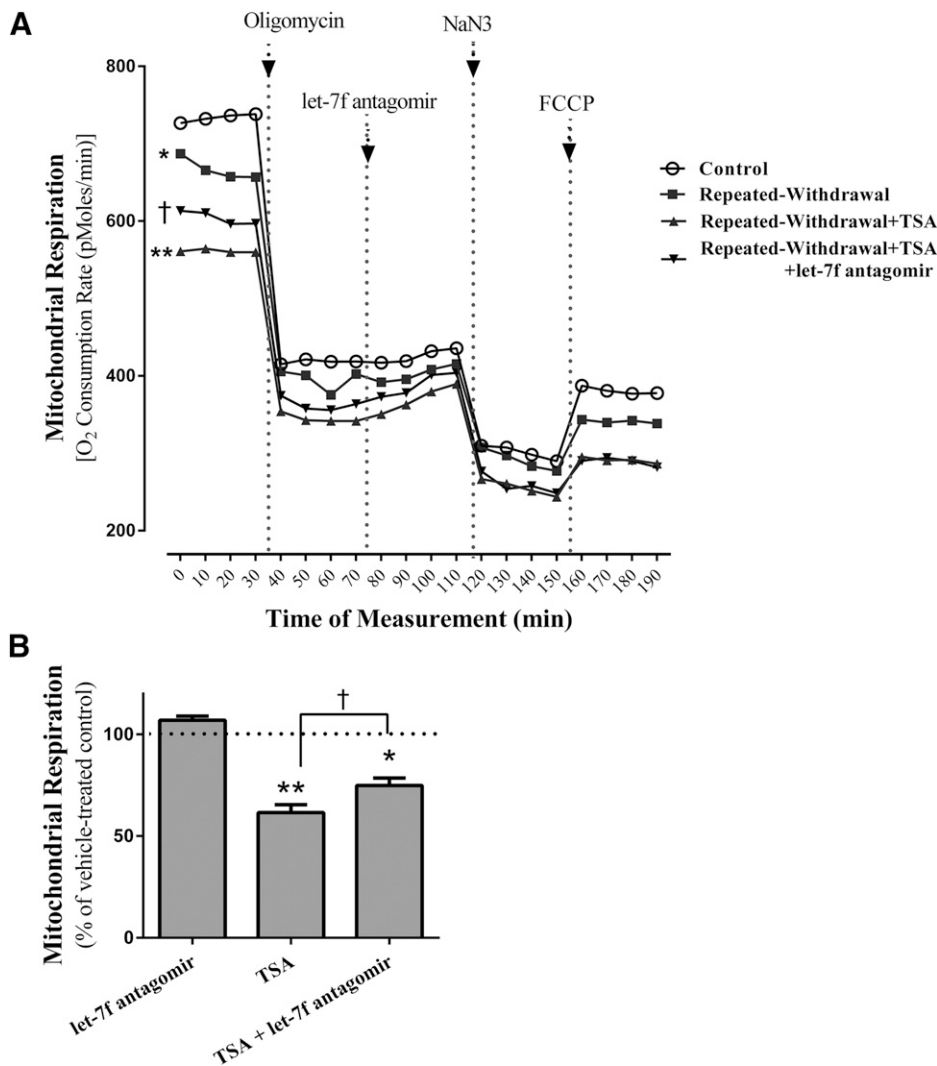 A
Oligomycin
NaN3
let-7f antagomir
FCCP
Mitochondrial Respiration
[O2 Consumption Rate (pMoles/min)]
800
600
400
200
*
†
**
Control
Repeated-Withdrawal
Repeated-Withdrawal+TSA
Repeated-Withdrawal+TSA
+let-7f antagomir
0 10 20 30 40 50 60 70 80 90 100 110 120 130 140 150 160 170 180 190
Time of Measurement (min)
B
Mitochondrial Respiration
(% of vehicle-treated control)
100
50
0
†
**
*
let-7f antagomir
TSA
TSA + let-7f antagomir